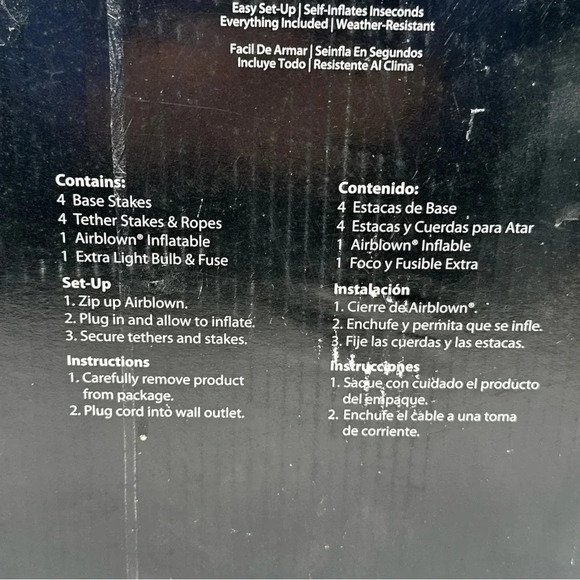 Easy Set-Up | Self-Inflates Inseconds
Everything Included | Weather-Resistant
Facil De Armar | Seinfla En Segundos
Incluye Todo | Resistente Al Clima
Contains:
4 Base Stakes
4 Tether Stakes & Ropes
1 Airblown® Inflatable
1 Extra Light Bulb & Fuse
Set-Up
1. Zip up Airblown.
2. Plug in and allow to inflate.
3. Secure tethers and stakes.
Instructions
1. Carefully remove product
from package.
2. Plug cord into wall outlet.
Contenido:
4 Estacas de Base
4 Estacas y Cuerdas para Atar
1 Airblown® Inflable
1 Foco y Fusible Extra
Instalación
1. Cierre de Airblown®.
2. Enchufe y permita que se infle.
3. Fije las cuerdas y las estacas.
Instrucciones
1. Saque con cuidado el producto
del empaque.
2. Enchufe el cable a una toma
de corriente.